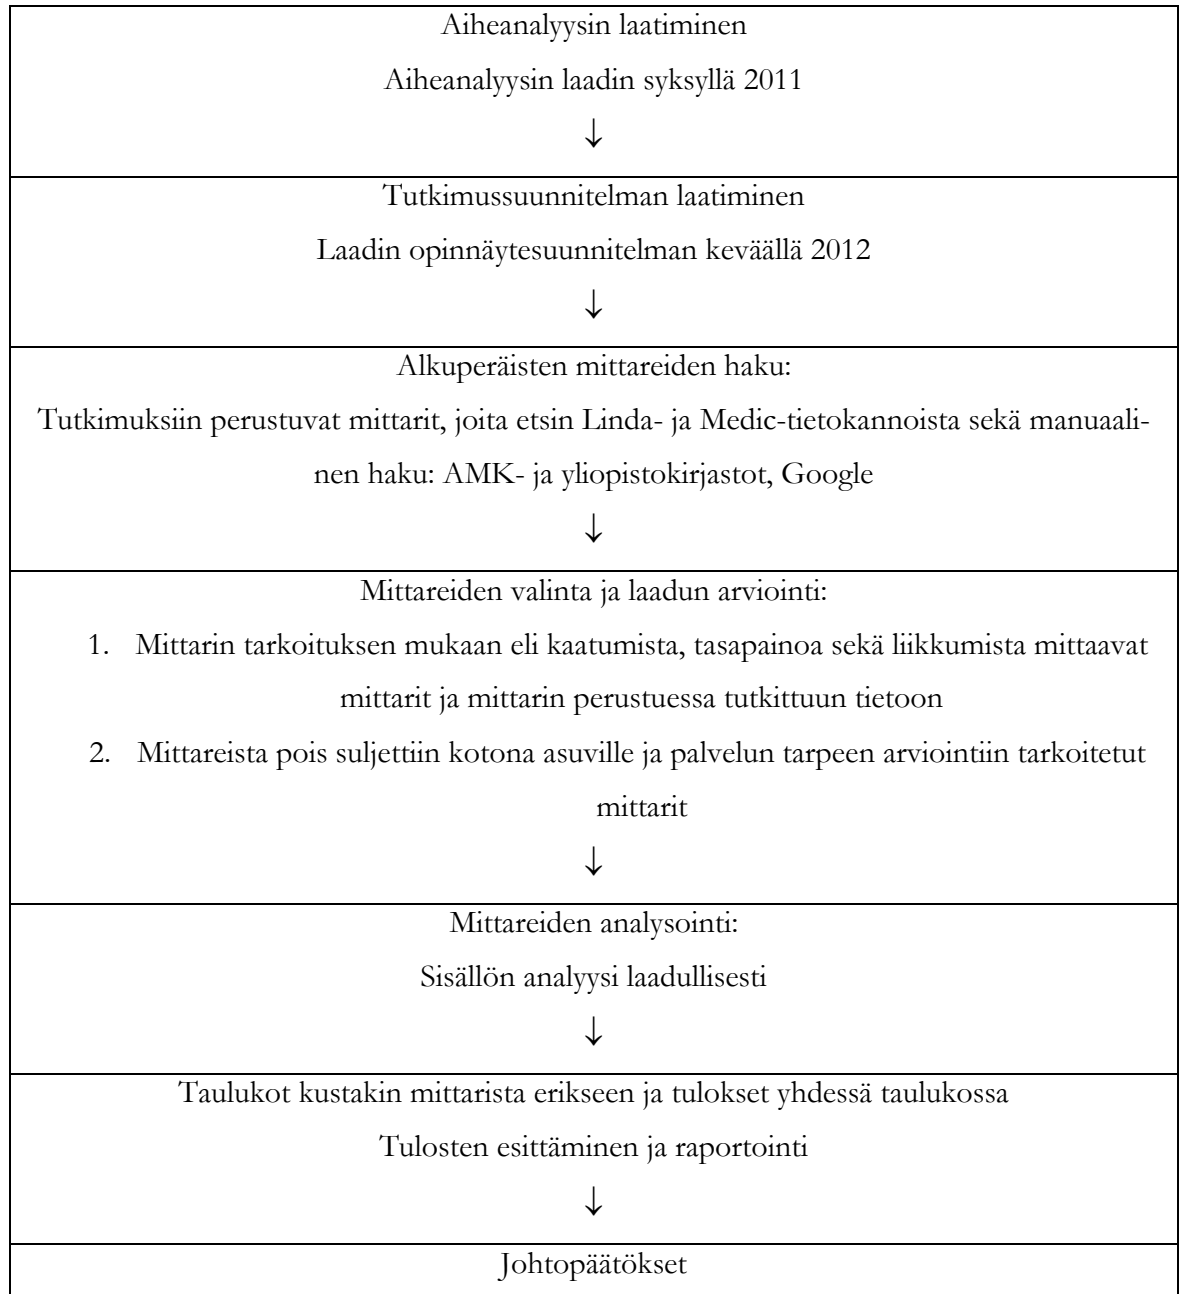 Aiheanalyysin laatiminen
Aiheanalyysin laadin syksyllä 2011
↓
Tutkimussuunnitelman laatiminen
Laadin opinnäytesuunnitelman keväällä 2012
↓
Alkuperäisten mittareiden haku:
Tutkimuksiin perustuvat mittarit, joita etsin Linda- ja Medic-tietokannoista sekä manuaali-
nen haku: AMK- ja yliopistokirjastot, Google
↓
Mittareiden valinta ja laadun arviointi:
1. Mittarin tarkoituksen mukaan eli kaatumista, tasapainoa sekä liikkumista mittaavat
mittarit ja mittarin perustuessa tutkittuun tietoon
2. Mittareista pois suljettiin kotona asuville ja palvelun tarpeen arviointiin tarkoitetut
mittarit
↓
Mittareiden analysointi:
Sisällön analyysi laadullisesti
↓
Taulukot kustakin mittarista erikseen ja tulokset yhdessä taulukossa
Tulosten esittäminen ja raportointi
↓
Johtopäätökset